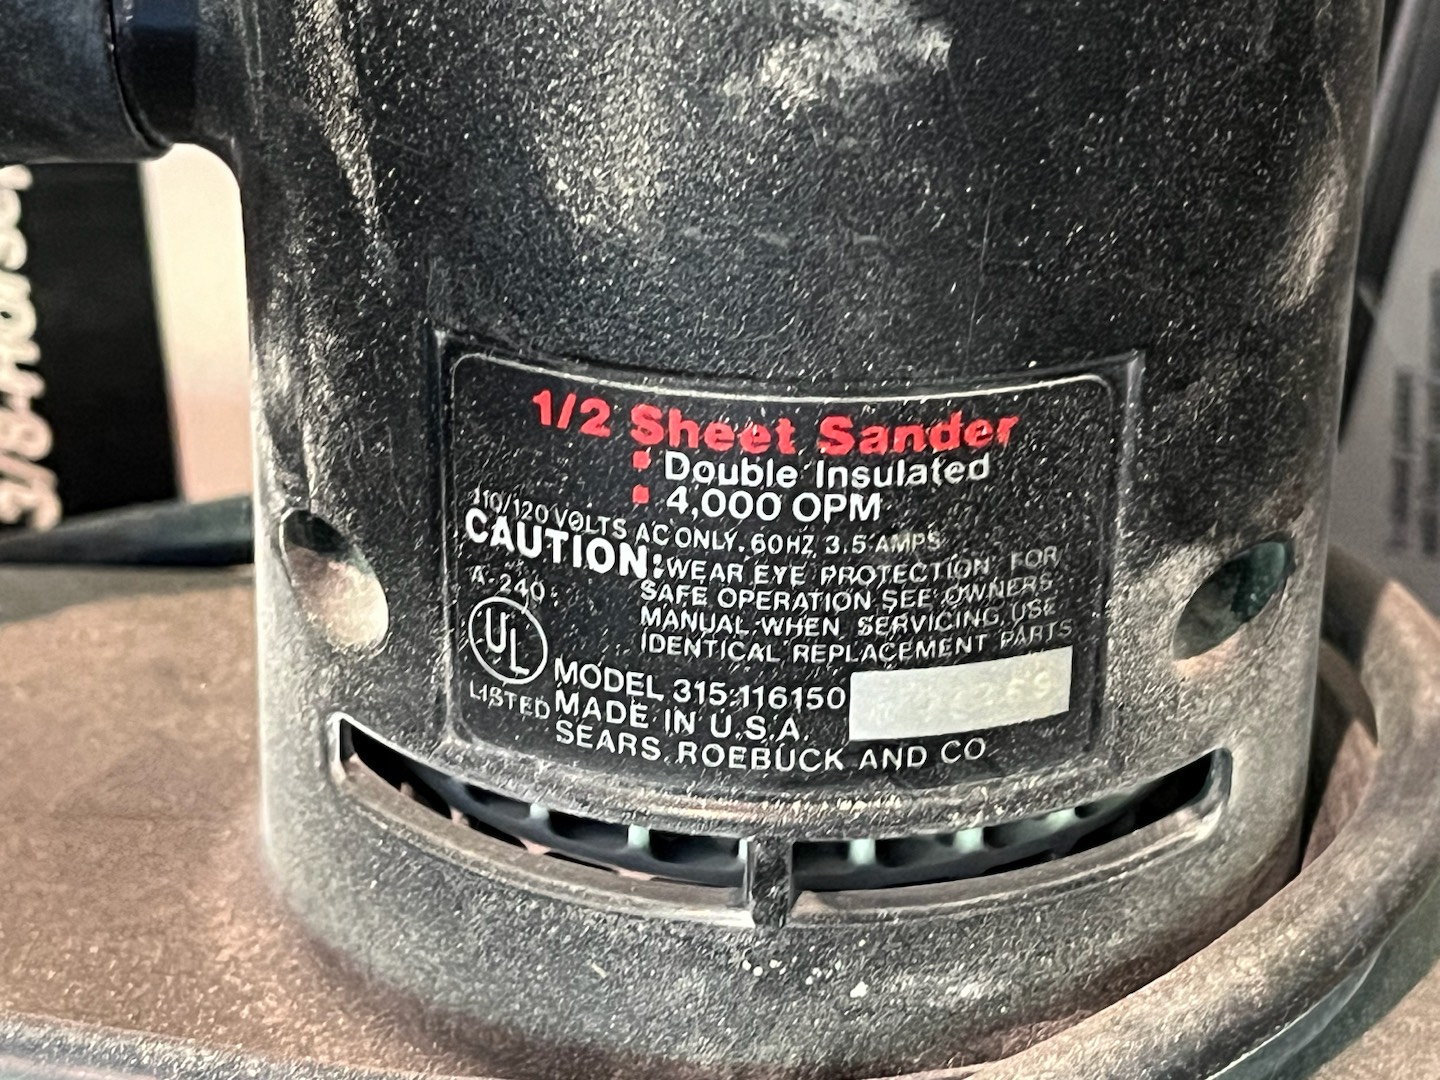 1/2 Sheet Sander
Double Insulated
4,000 OPM
110/120 VOLTS AC ONLY, 60HZ, 3.5 AMPS
CAUTION: WEAR EYE PROTECTION FOR
SAFE OPERATION SEE OWNERS
MANUAL. WHEN SERVICING, USE
IDENTICAL REPLACEMENT PARTS
A-240
UL
LISTED
MODEL 315.116150
MADE IN U.S.A.
SEARS, ROEBUCK AND CO
3/8